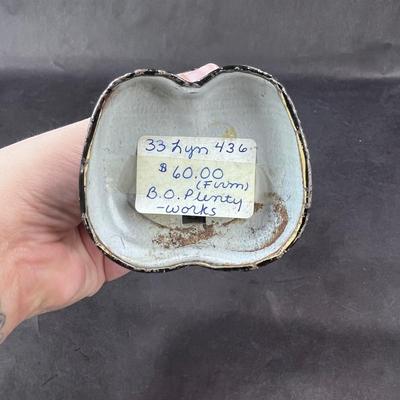 33 Lyn 436
$60.00
(Firm)
B.O. Plenty
-works